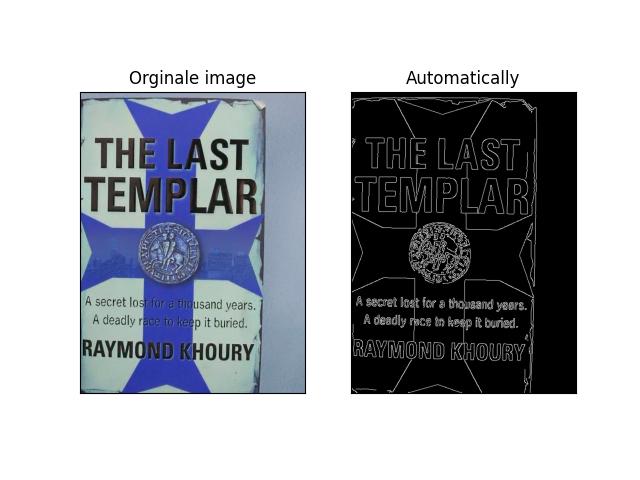 Orginale image
THE LAST
TEMPLAR
A secret lost for a thousand years.
A deadly race to keep it buried.
RAYMOND KHOURY
Automatically
THE LAST
TEMPLAR
A secret lost for a thousand years.
A deadly race to keep it buried.
RAYMOND KHOURY